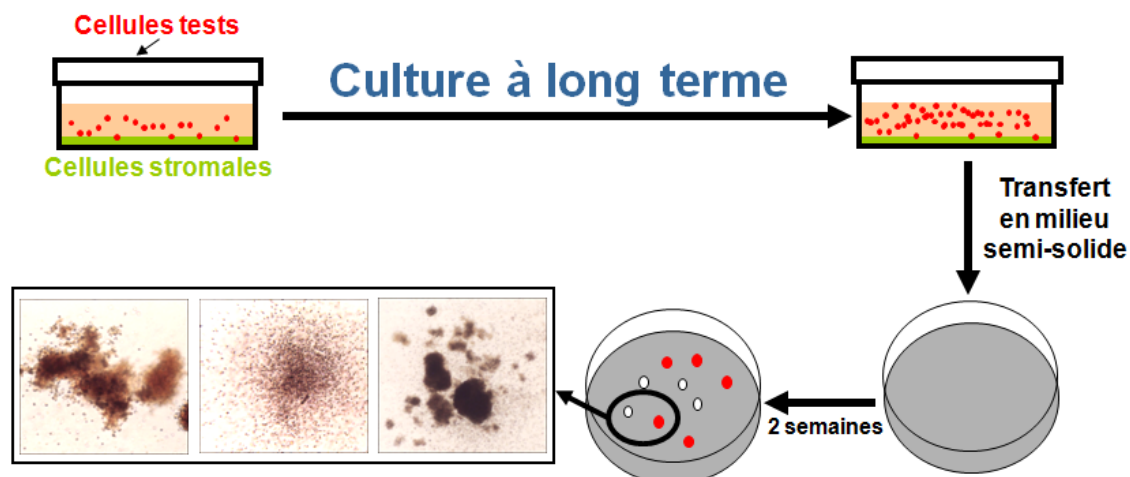 Cellules tests
Culture à long terme
Cellules stromales
Transfert
en milieu
semi-solide
2 semaines